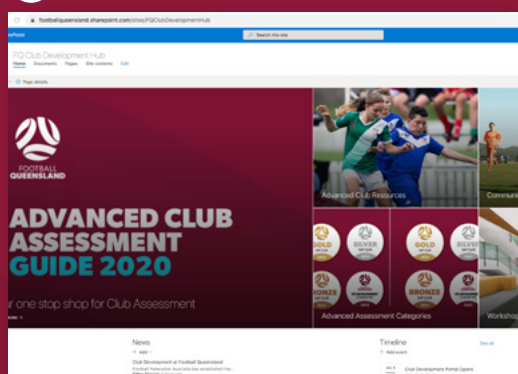 footballqueensland.sharepoint.com/sites/FQClubDevelopmentHub
Search this site
FQ Club Development Hub
Home Documents Pages Site contents Edit
Page details
FOOTBALL
QUEENSLAND
ADVANCED CLUB
ASSESSMENT
GUIDE 2020
one stop shop for Club Assessment
Advanced Club Resources
GOLD
SILVER
GOLD
SILVER
BRONZE
BRONZE
Advanced Assessment Categories
Workshop
News
+ Add
Club Development at Football Queensland
Timeline
See all
+ Add event
Club Development Portal Opens